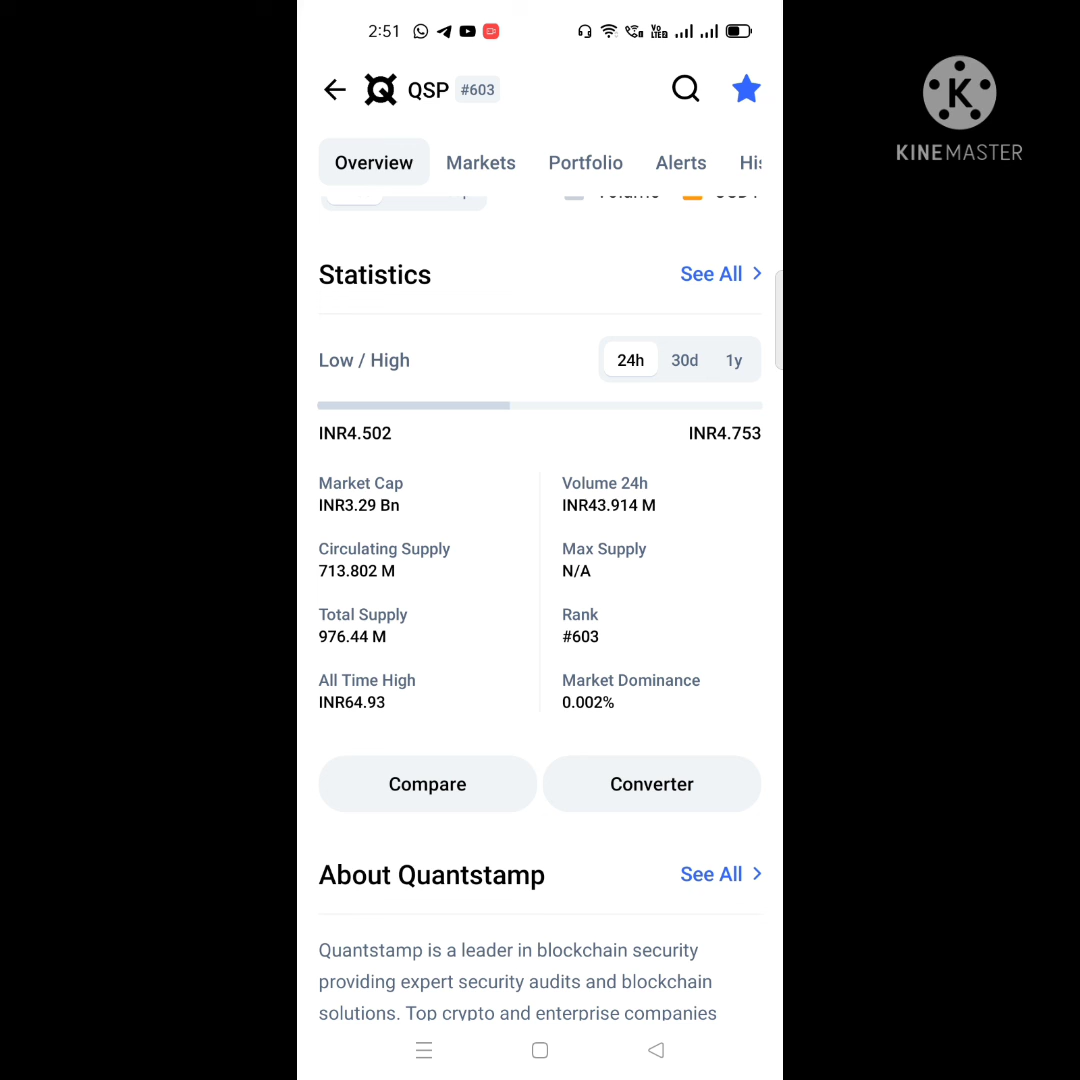 2:51
QSP #603
K
KINEMASTER
Overview Markets Portfolio Alerts
Statistics See All
Low / High 24h 30d 1y
INR4.502 INR4.753
Market Cap Volume 24h
INR3.29 Bn INR43.914 M
Circulating Supply Max Supply
713.802 M N/A
Total Supply Rank
976.44 M #603
All Time High Market Dominance
INR64.93 0.002%
Compare Converter
About Quantstamp See All
Quantstamp is a leader in blockchain security
providing expert security audits and blockchain
solutions. Top crypto and enterprise companies